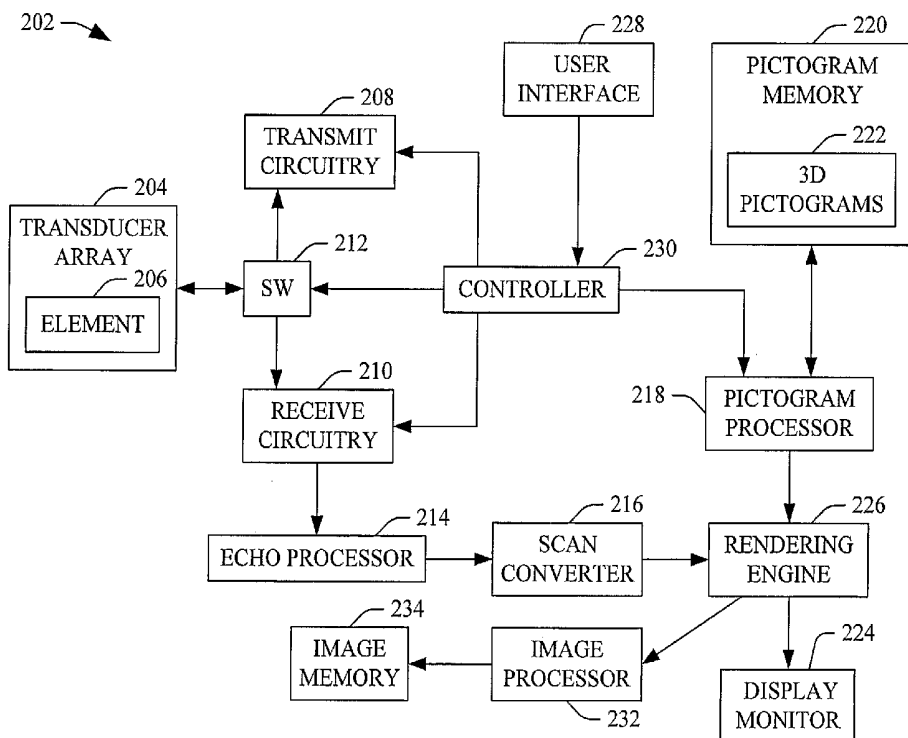 202
228
USER
INTERFACE
220
PICTOGRAM
MEMORY
222
3D
PICTOGRAMS
208
TRANSMIT
CIRCUITRY
204
TRANSDUCER
ARRAY
206
ELEMENT
212
SW
230
CONTROLLER
210
RECEIVE
CIRCUITRY
218
PICTOGRAM
PROCESSOR
214
ECHO PROCESSOR
216
SCAN
CONVERTER
226
RENDERING
ENGINE
234
IMAGE
MEMORY
IMAGE
PROCESSOR
232
224
DISPLAY
MONITOR